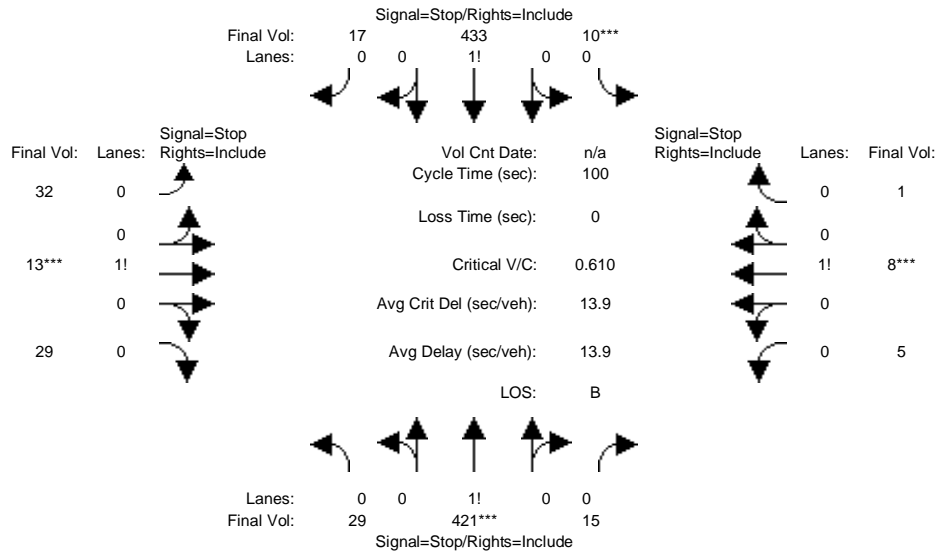 Signal=Stop/Rights=Include
Final Vol: 17 433 10***
Lanes: 0 0 1! 0 0
Signal=Stop
Final Vol: Lanes: Rights=Include
Vol Cnt Date: n/a
Signal=Stop
Rights=Include Lanes: Final Vol:
Cycle Time (sec): 100
32 0
0 1
Loss Time (sec): 0
0
0
13*** 1!
Critical V/C: 0.610
1! 8***
0
Avg Crit Del (sec/veh): 13.9
0
29 0
Avg Delay (sec/veh): 13.9
0 5
LOS: B
Lanes: 0 0 1! 0 0
Final Vol: 29 421*** 15
Signal=Stop/Rights=Include